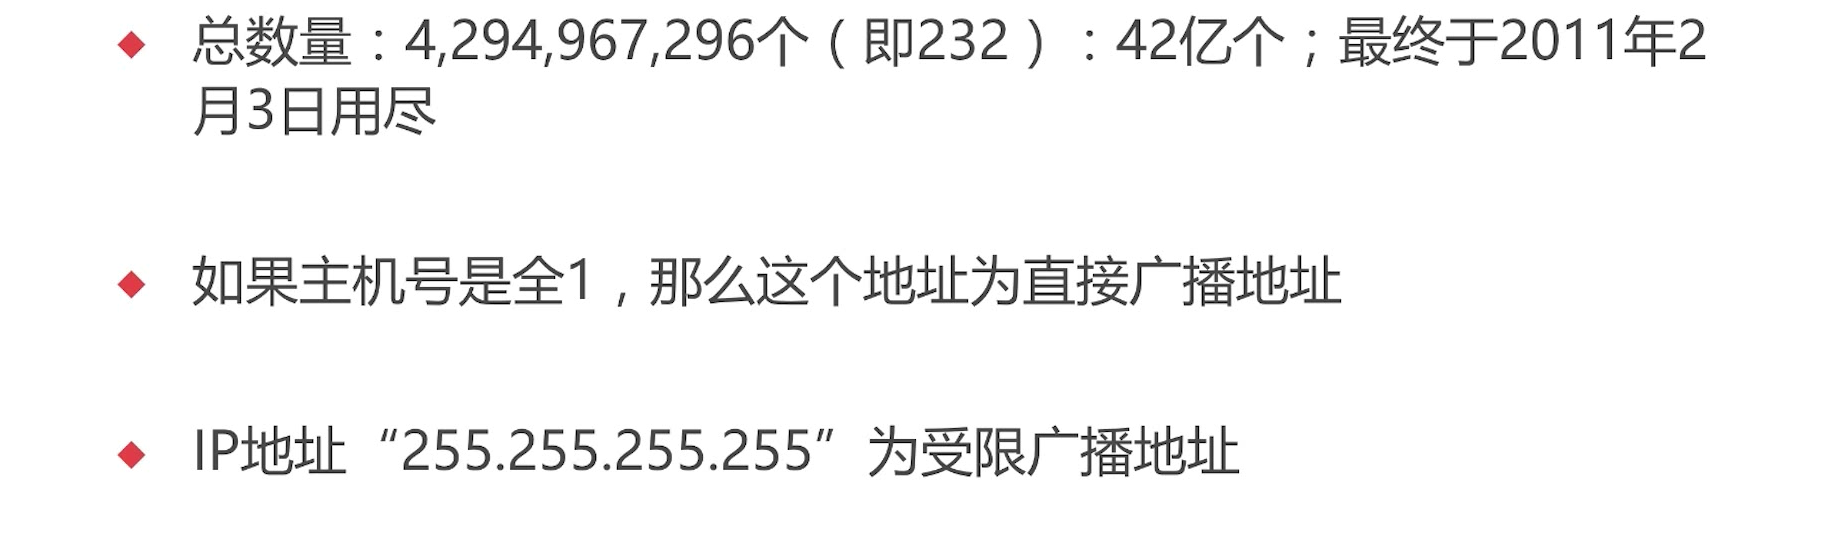 总数量：4,294,967,296个（即232）：42亿个；最终于2011年2
月3日用尽
如果主机号是全1，那么这个地址为直接广播地址
IP地址“255.255.255.255”为受限广播地址